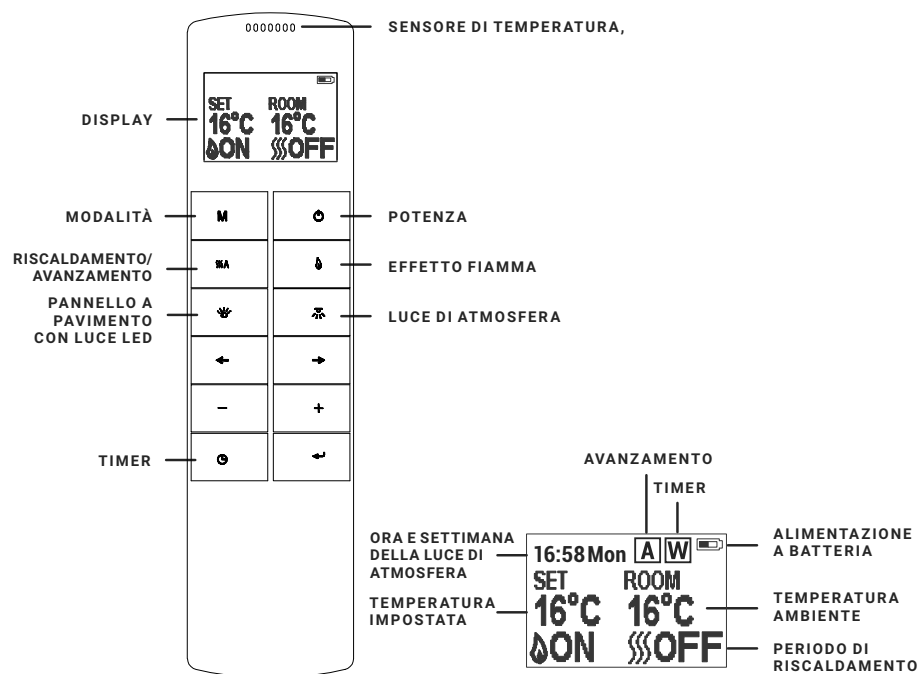 SENSORE DI TEMPERATURA,
DISPLAY
SET ROOM
16°C 16°C
ON OFF
MODALITÀ
M
POTENZA
RISCALDAMENTO/
AVANZAMENTO
A
EFFETTO FIAMMA
PANNELLO A
PAVIMENTO
CON LUCE LED
LUCE DI ATMOSFERA
−
+
TIMER
AVANZAMENTO
TIMER
ORA E SETTIMANA
DELLA LUCE DI
ATMOSFERA
16:58 Mon A W
ALIMENTAZIONE
A BATTERIA
SET ROOM
TEMPERATURA
IMPOSTATA
16°C 16°C
TEMPERATURA
AMBIENTE
ON OFF
PERIODO DI
RISCALDAMENTO